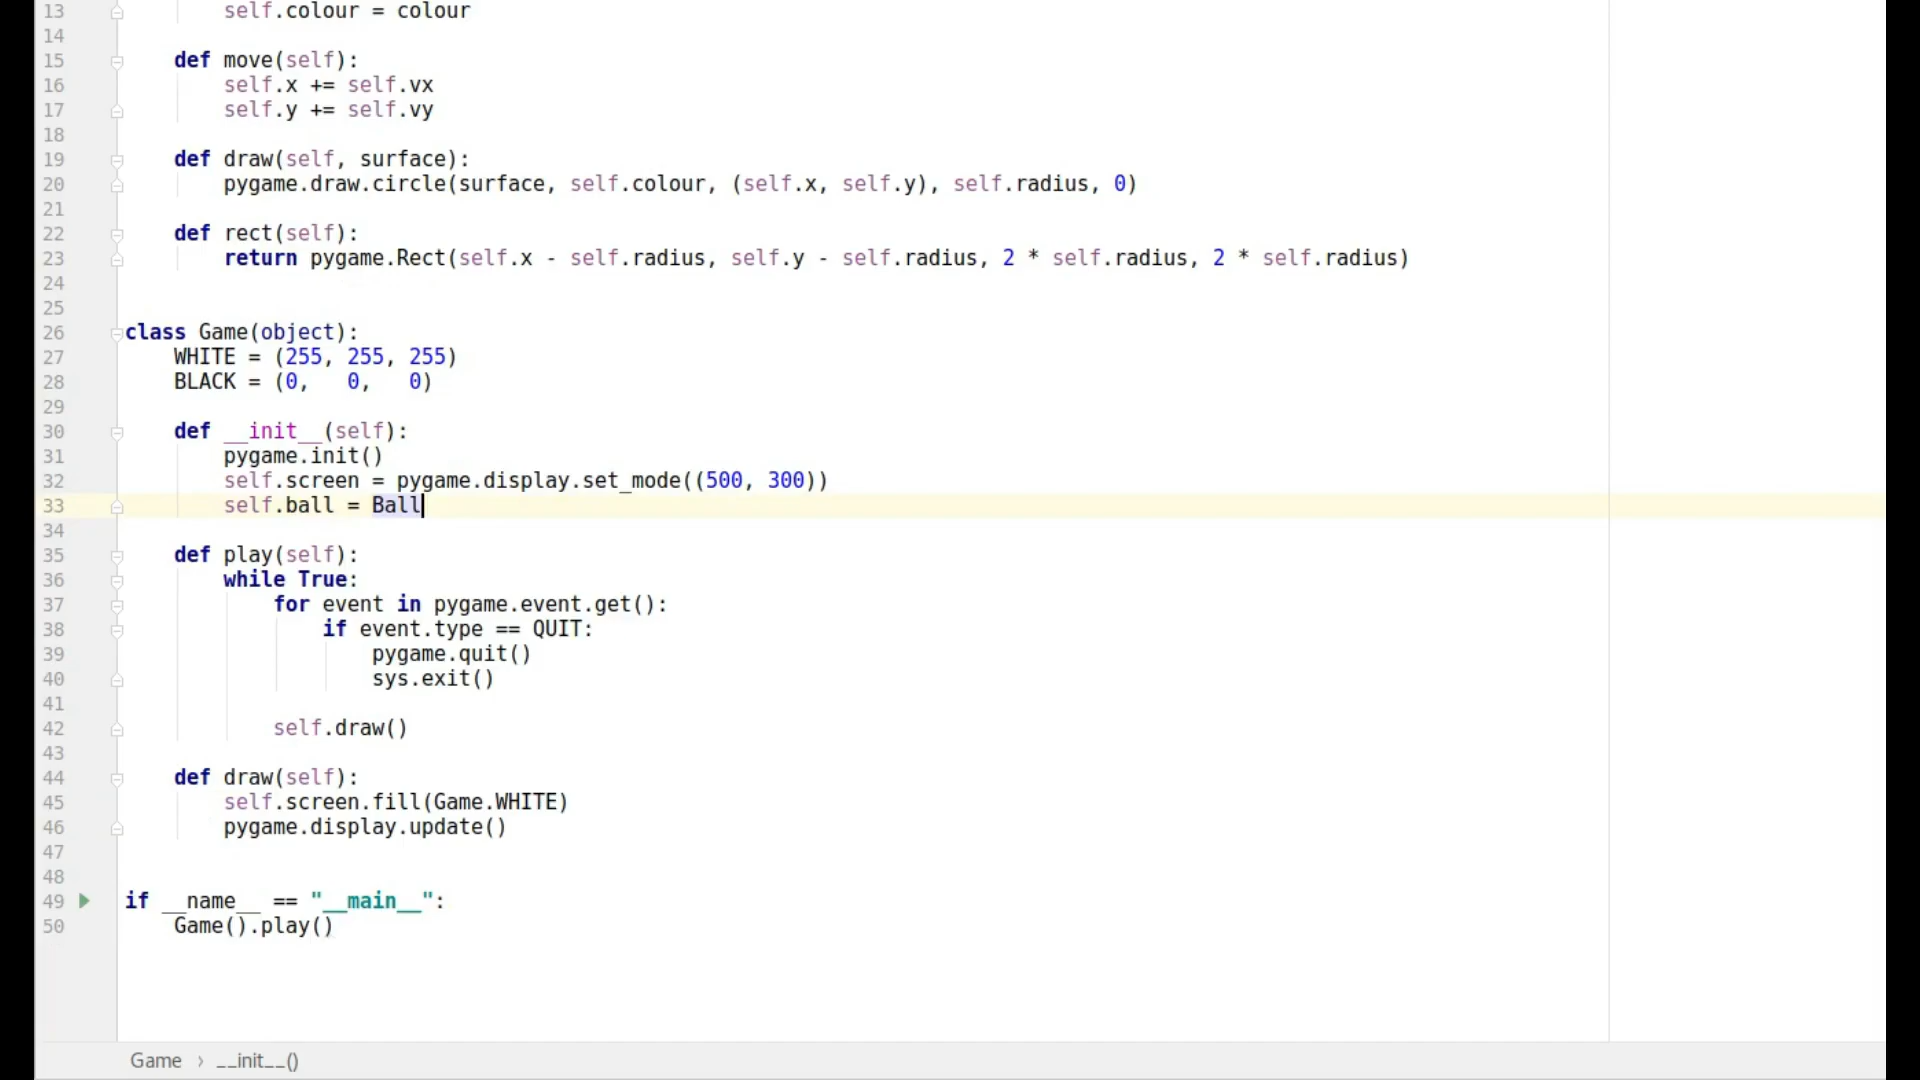 13 self.colour = colour
14
15 def move(self):
16 self.x += self.vx
17 self.y += self.vy
18
19 def draw(self, surface):
20 pygame.draw.circle(surface, self.colour, (self.x, self.y), self.radius, 0)
21
22 def rect(self):
23 return pygame.Rect(self.x - self.radius, self.y - self.radius, 2 * self.radius, 2 * self.radius)
24
25
26 class Game(object):
27 WHITE = (255, 255, 255)
28 BLACK = (0,   0,   0)
29
30 def __init__(self):
31 pygame.init()
32 self.screen = pygame.display.set_mode((500, 300))
33 self.ball = Ball
34
35 def play(self):
36 while True:
37 for event in pygame.event.get():
38 if event.type == QUIT:
39 pygame.quit()
40 sys.exit()
41
42 self.draw()
43
44 def draw(self):
45 self.screen.fill(Game.WHITE)
46 pygame.display.update()
47
48
49 if __name__ == "__main__":
50 Game().play()
Game › __init__()